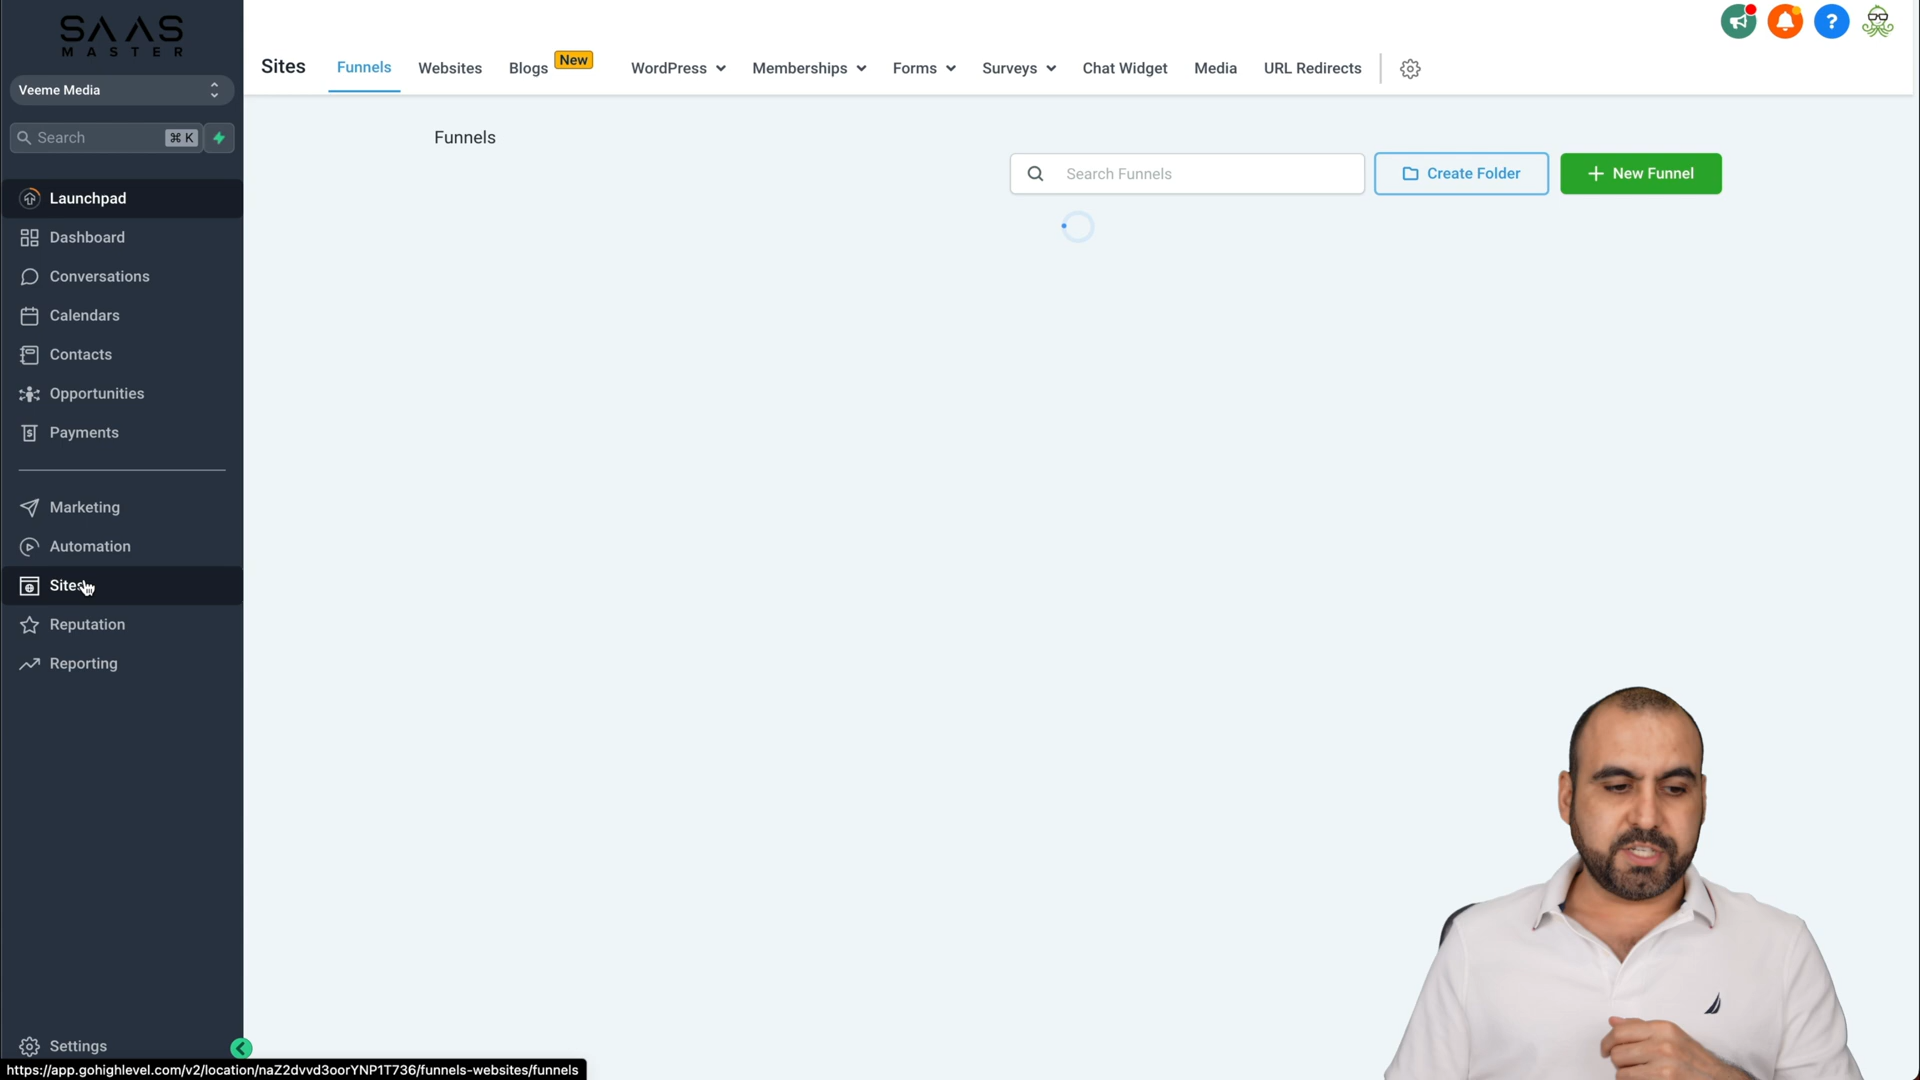 SAAS
MASTER
Veeme Media
Search ⌘ K
Launchpad
Dashboard
Conversations
Calendars
Contacts
Opportunities
Payments
Marketing
Automation
Sites
Reputation
Reporting
Settings
Sites Funnels Websites Blogs New WordPress Memberships Forms Surveys Chat Widget Media URL Redirects
?
Funnels
Search Funnels Create Folder + New Funnel
https://app.gohighlevel.com/v2/location/naZ2dvvd3oorYNP1T736/funnels-websites/funnels